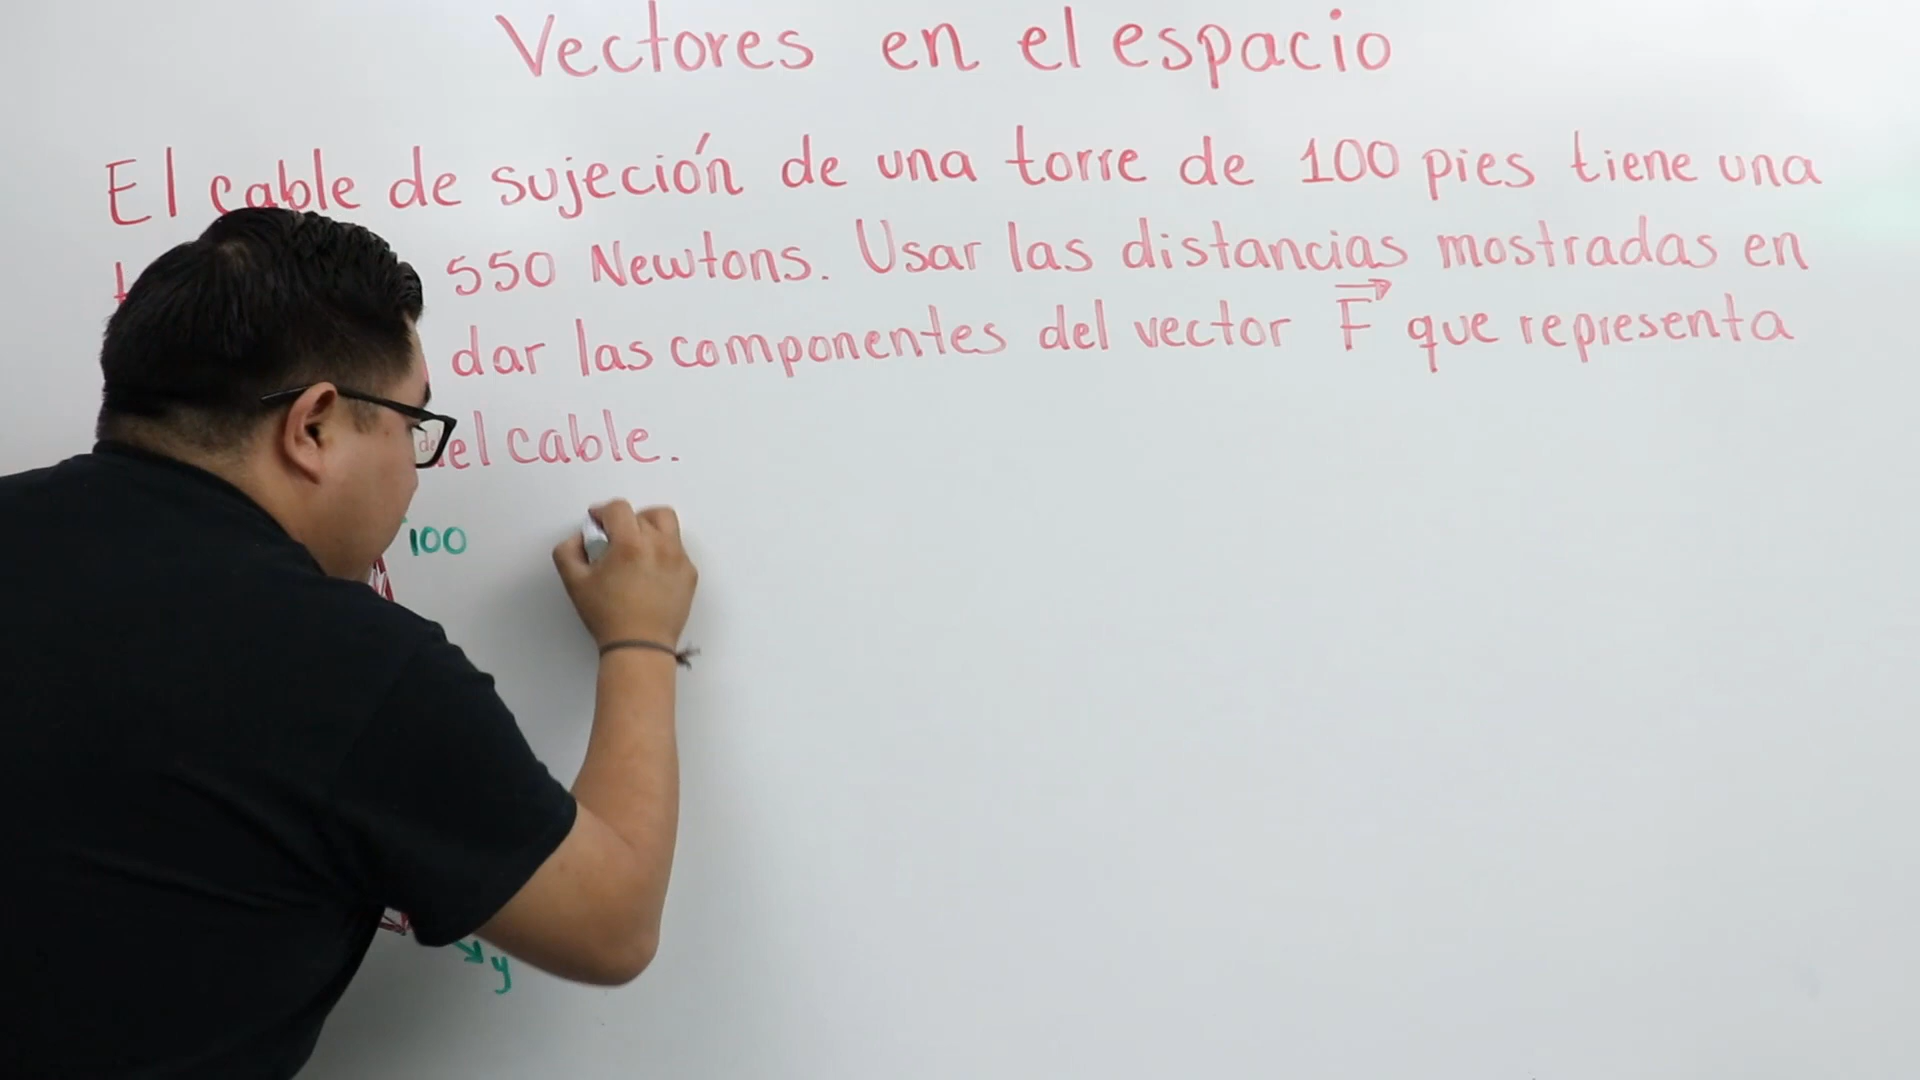 Vectores en el espacio
El cable de sujeción de una torre de 100 pies tiene una
550 Newtons. Usar las distancias mostradas en
dar las componentes del vector F que representa
del cable.
100
y